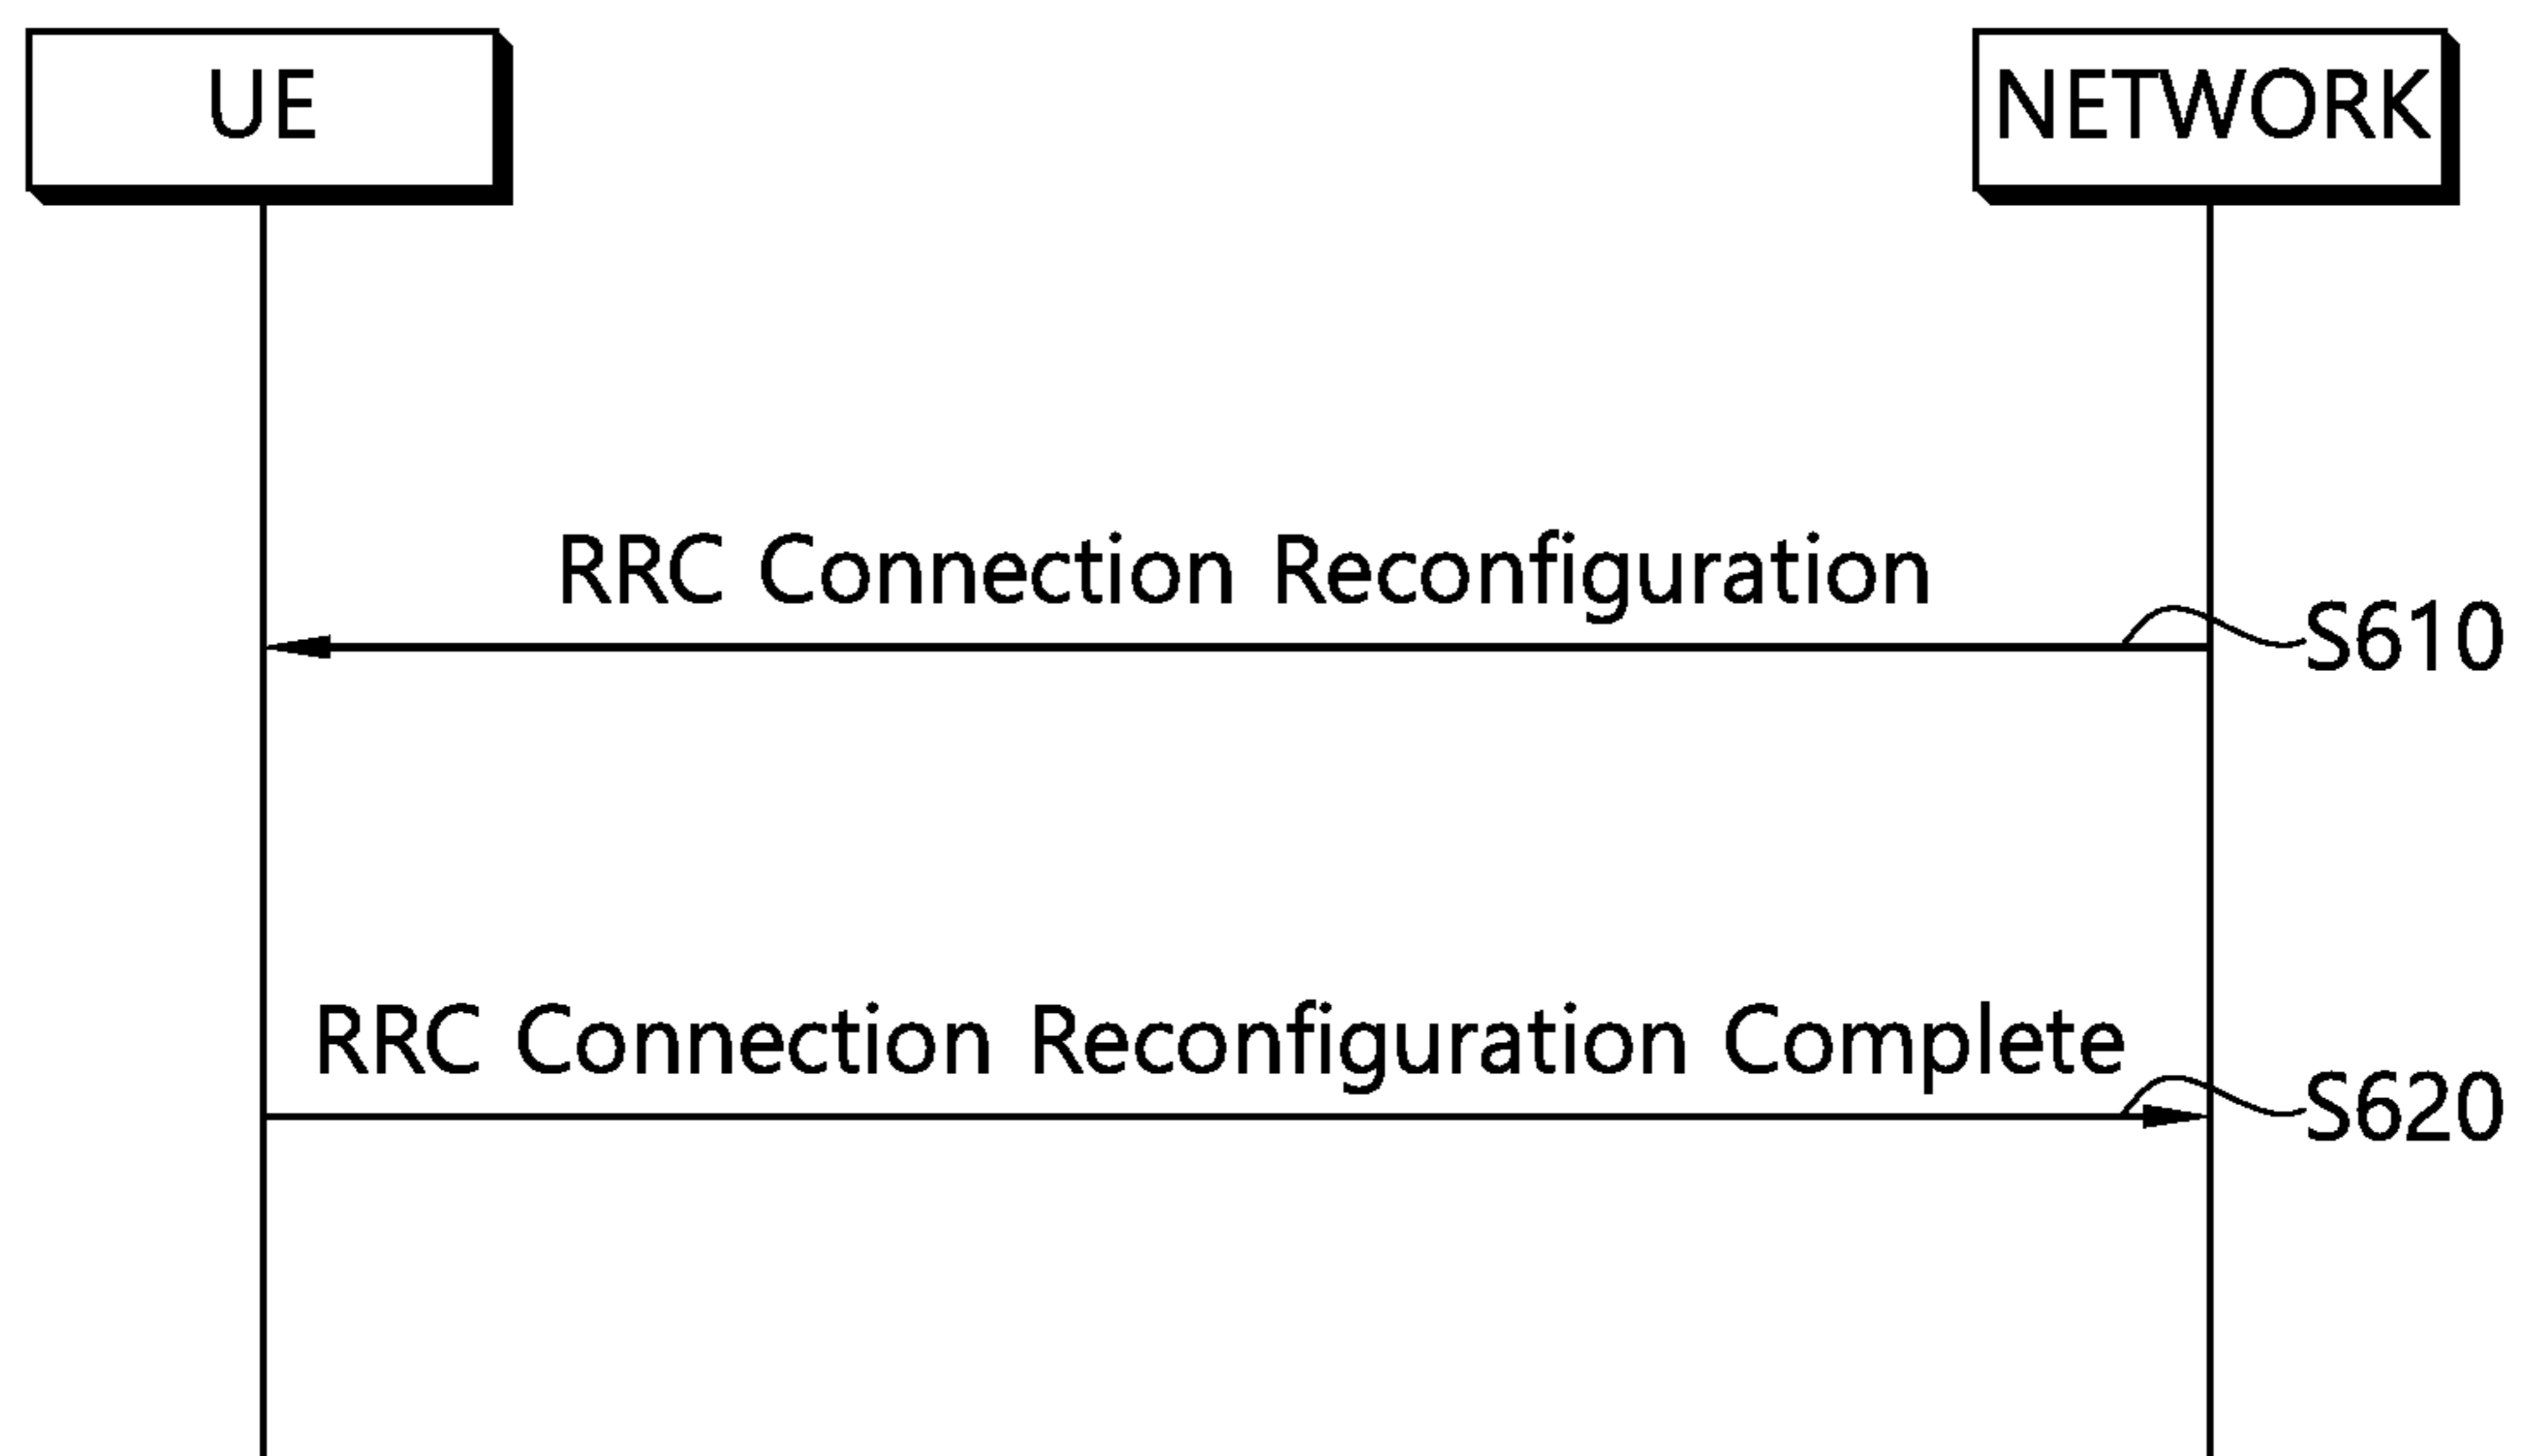 UE
NETWORK
RRC Connection Reconfiguration
S610
RRC Connection Reconfiguration Complete
S620